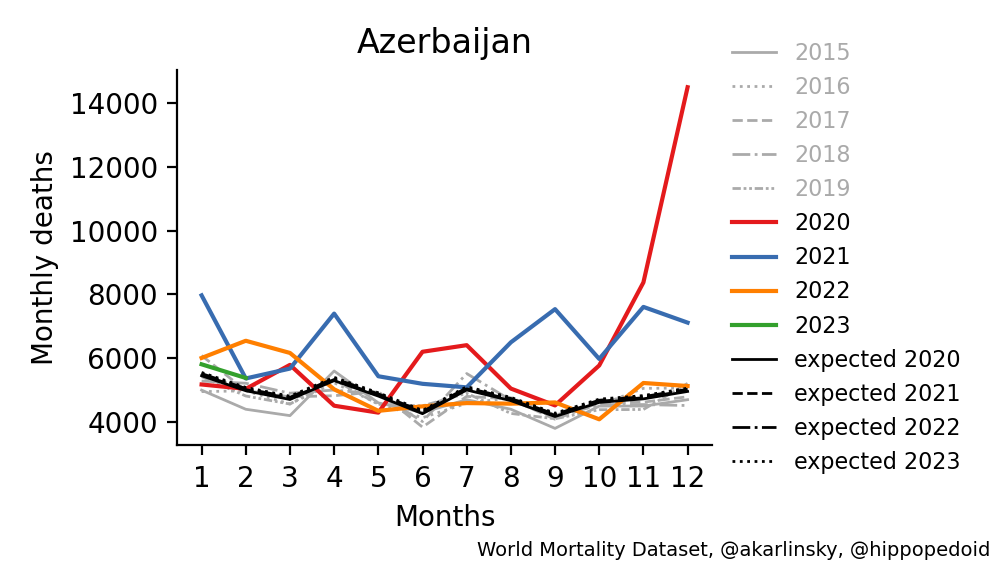 Azerbaijan
Monthly deaths
14000
12000
10000
8000
6000
4000
1 2 3 4 5 6 7 8 9 10 11 12
Months
2015
2016
2017
2018
2019
2020
2021
2022
2023
expected 2020
expected 2021
expected 2022
expected 2023
World Mortality Dataset, @akarlinsky, @hippopedoid